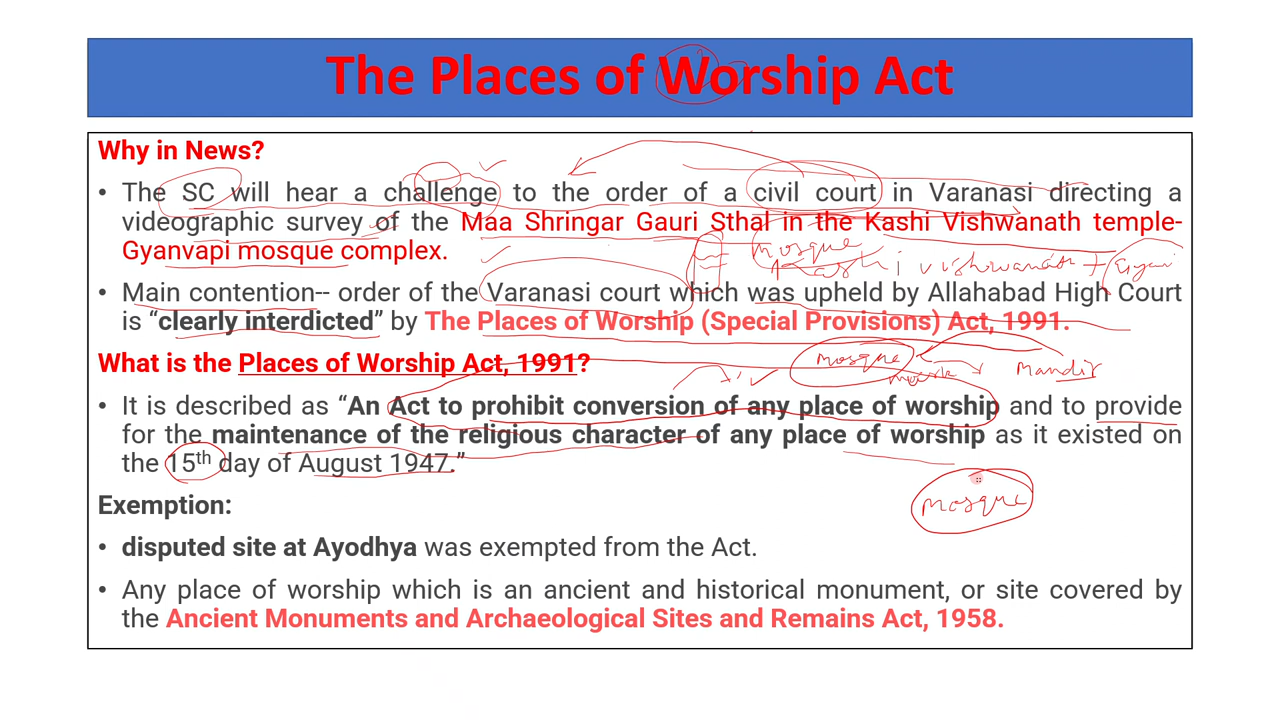 The Places of Worship Act
Why in News?
• The SC will hear a challenge to the order of a civil court in Varanasi directing a
videographic survey of the Maa Shringar Gauri Sthal in the Kashi Vishwanath temple-
Gyanvapi mosque complex.
mosque
Kashi vishwanath +
• Main contention-- order of the Varanasi court which was upheld by Allahabad High Court
is “clearly interdicted” by The Places of Worship (Special Provisions) Act, 1991.
What is the Places of Worship Act, 1991?
mosque
Mandir
• It is described as “An Act to prohibit conversion of any place of worship and to provide
for the maintenance of the religious character of any place of worship as it existed on
the 15th day of August 1947.”
Exemption:
mosque
• disputed site at Ayodhya was exempted from the Act.
• Any place of worship which is an ancient and historical monument, or site covered by
the Ancient Monuments and Archaeological Sites and Remains Act, 1958.